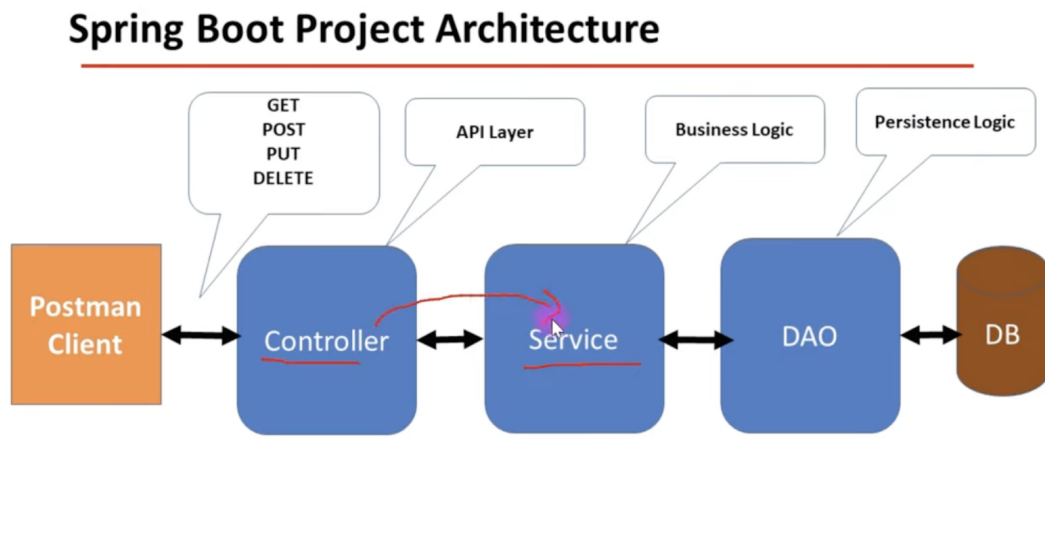 Spring Boot Project Architecture
GET
POST
PUT
DELETE
API Layer
Business Logic
Persistence Logic
Postman
Client
Controller
Service
DAO
DB